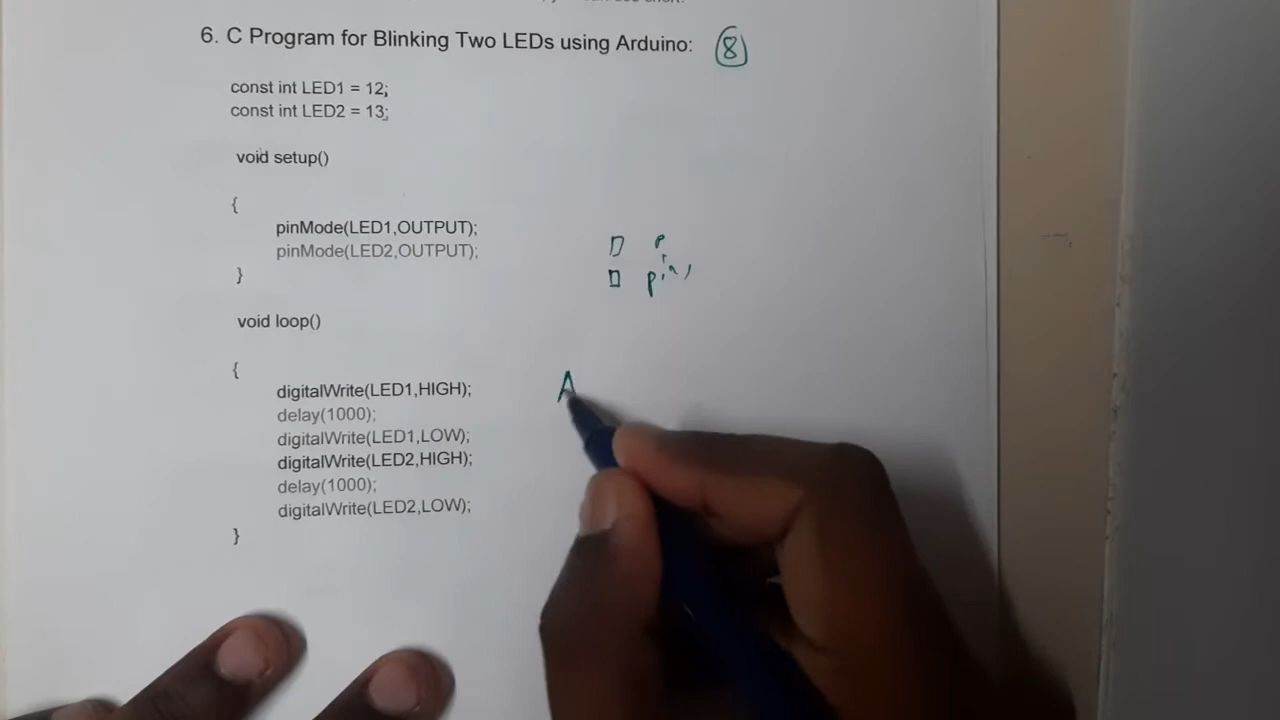 6. C Program for Blinking Two LEDs using Arduino: 8
const int LED1 = 12;
const int LED2 = 13;
void setup()
{
pinMode(LED1,OUTPUT);
pinMode(LED2,OUTPUT);
}
void loop()
{
digitalWrite(LED1,HIGH);
delay(1000);
digitalWrite(LED1,LOW);
digitalWrite(LED2,HIGH);
delay(1000);
digitalWrite(LED2,LOW);
}
P
pin
A